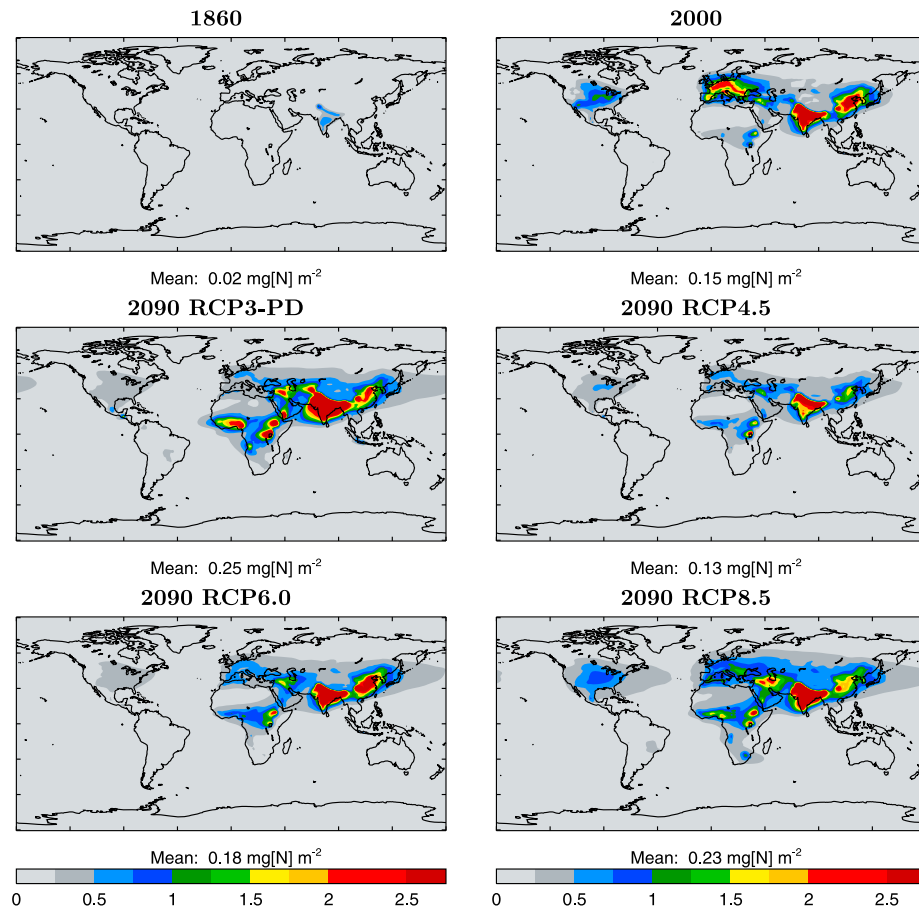 1860
2000
Mean: 0.02 mg[N] m⁻²
Mean: 0.15 mg[N] m⁻²
2090 RCP3-PD
2090 RCP4.5
Mean: 0.25 mg[N] m⁻²
Mean: 0.13 mg[N] m⁻²
2090 RCP6.0
2090 RCP8.5
Mean: 0.18 mg[N] m⁻²
Mean: 0.23 mg[N] m⁻²
0 0.5 1 1.5 2 2.5
0 0.5 1 1.5 2 2.5